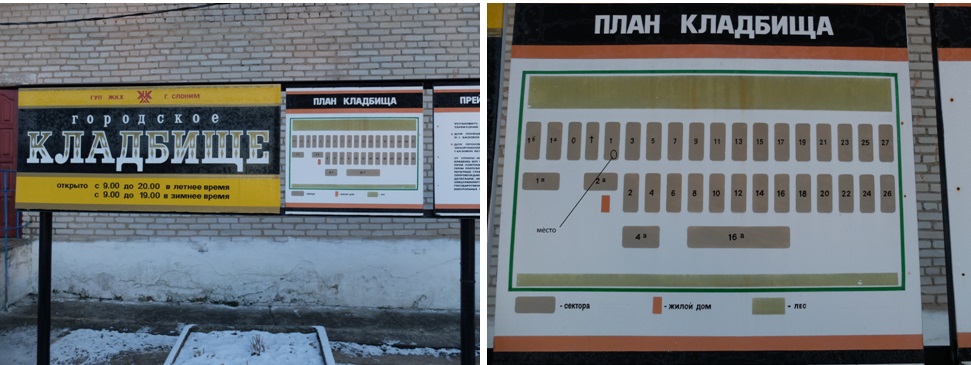 ГУП ЖКХ Г. СЛОНИМ
городское
КЛАДБИЩЕ
ОТКРЫТО С 9.00 ДО 20.00 В ЛЕТНЕЕ ВРЕМЯ
С 9.00 ДО 19.00 В ЗИМНЕЕ ВРЕМЯ
ПЛАН КЛАДБИЩА
ПЛАН КЛАДБИЩА
1б 1а 0 † 1 3 5 7 9 11 13 15 17 19 21 23 25 27
1а 2а 2 4 6 8 10 12 14 16 18 20 22 24 26
место
4а 16а
- СЕКТОРА - ЖИЛОЙ ДОМ - ЛЕС